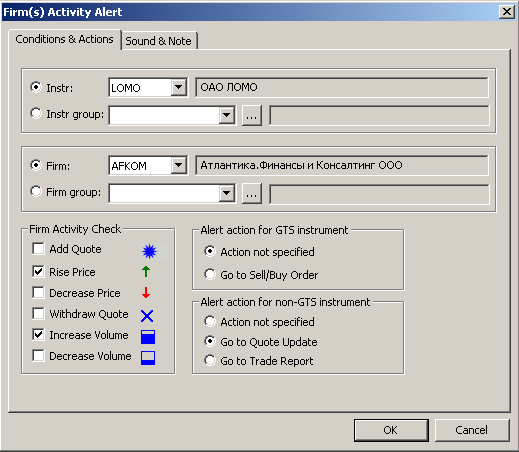 Firm(s) Activity Alert
Conditions & Actions Sound & Note
Instr: LOMO ОАО ЛОМО
Instr group: ...
Firm: AFKOM Атлантика.Финансы и Консалтинг ООО
Firm group: ...
Firm Activity Check
Add Quote
Rise Price
Decrease Price
Withdraw Quote
Increase Volume
Decrease Volume
Alert action for GTS instrument
Action not specified
Go to Sell/Buy Order
Alert action for non-GTS instrument
Action not specified
Go to Quote Update
Go to Trade Report
OK Cancel